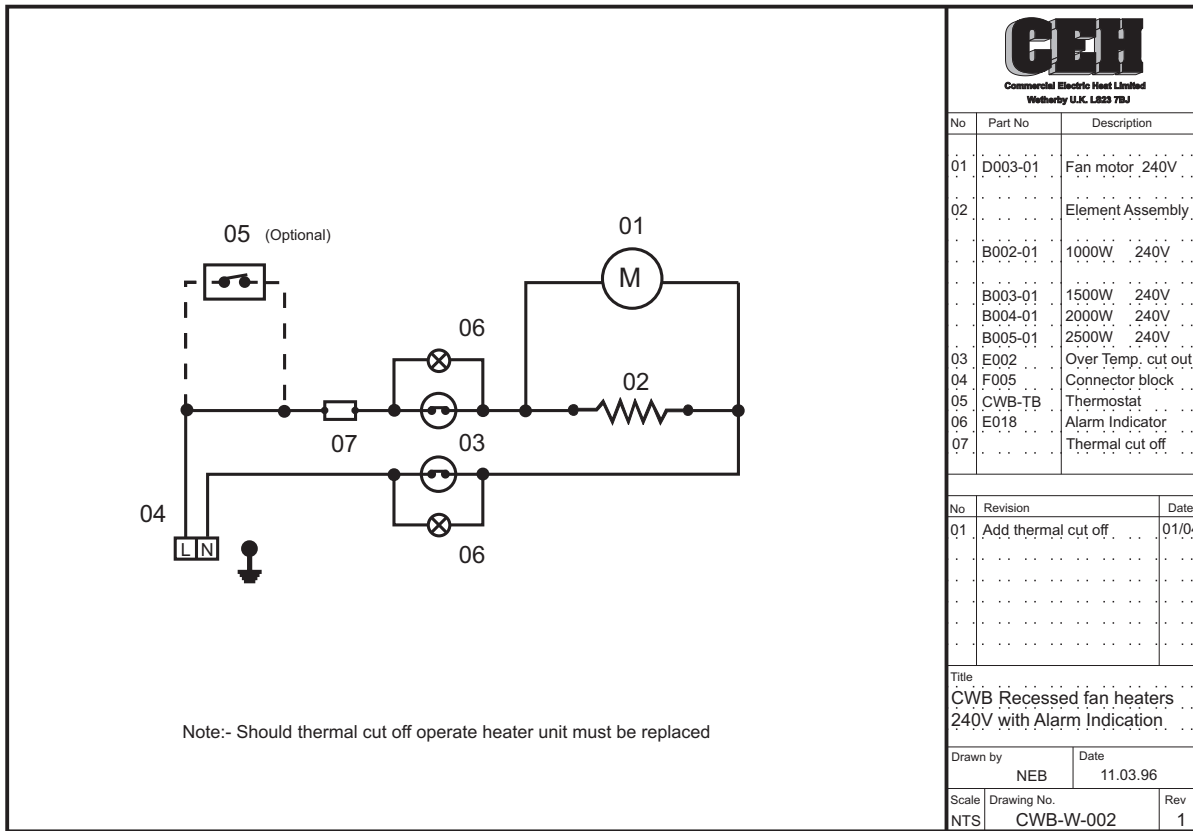 CEH
Commercial Electric Heat Limited
Wetherby U.K. LS23 7BJ
No Part No Description
01 D003-01 Fan motor 240V
02 Element Assembly
B002-01 1000W 240V
B003-01 1500W 240V
B004-01 2000W 240V
B005-01 2500W 240V
03 E002 Over Temp. cut out
04 F005 Connector block
05 CWB-TB Thermostat
06 E018 Alarm Indicator
07 Thermal cut off
No Revision Date
01 Add thermal cut off 01/04
Title
CWB Recessed fan heaters
240V with Alarm Indication
Drawn by Date
NEB 11.03.96
Scale Drawing No. Rev
NTS CWB-W-002 1
05 (Optional)
01
M
06
02
07
03
04
L N
06
Note:- Should thermal cut off operate heater unit must be replaced